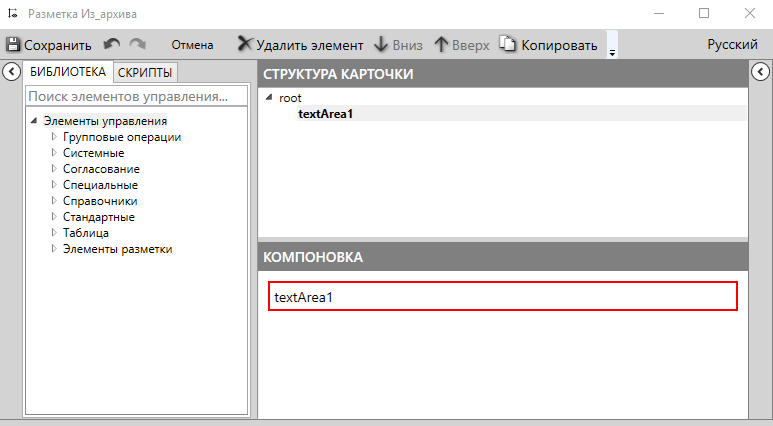 Разметка Из_архива
Сохранить Отмена Удалить элемент Вниз Вверх Копировать Русский
БИБЛИОТЕКА СКРИПТЫ
Поиск элементов управления...
Элементы управления
Групповые операции
Системные
Согласование
Специальные
Справочники
Стандартные
Таблица
Элементы разметки
СТРУКТУРА КАРТОЧКИ
root
textArea1
КОМПОНОВКА
textArea1